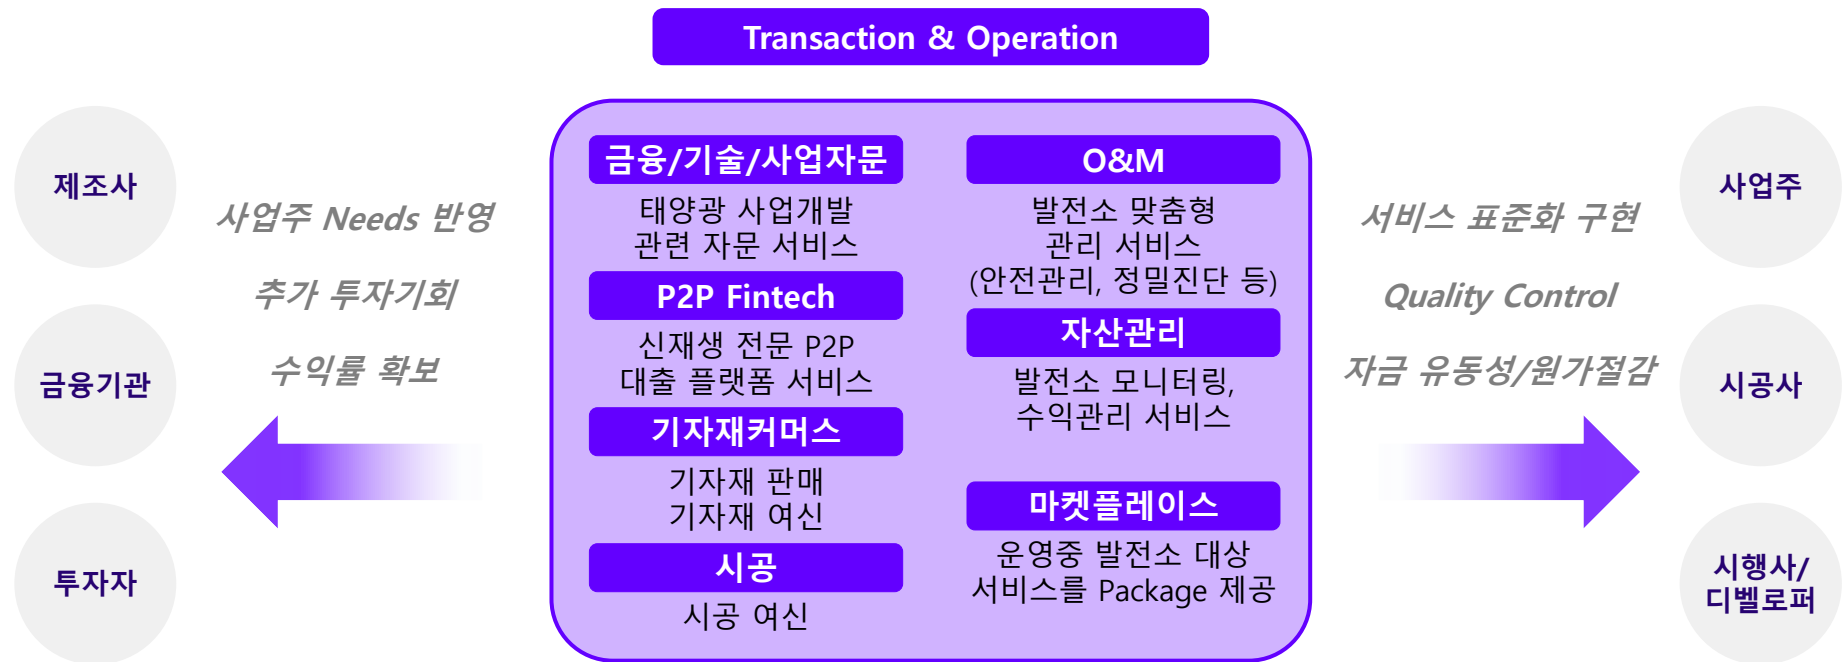 Transaction & Operation
제조사
금융기관
투자자
사업주 Needs 반영
추가 투자기회
수익률 확보
금융/기술/사업자문
태양광 사업개발
관련 자문 서비스
P2P Fintech
신재생 전문 P2P
대출 플랫폼 서비스
기자재커머스
기자재 판매
기자재 여신
시공
시공 여신
O&M
발전소 맞춤형
관리 서비스
(안전관리, 정밀진단 등)
자산관리
발전소 모니터링,
수익관리 서비스
마켓플레이스
운영중 발전소 대상
서비스를 Package 제공
서비스 표준화 구현
Quality Control
자금 유동성/원가절감
사업주
시공사
시행사/
디벨로퍼